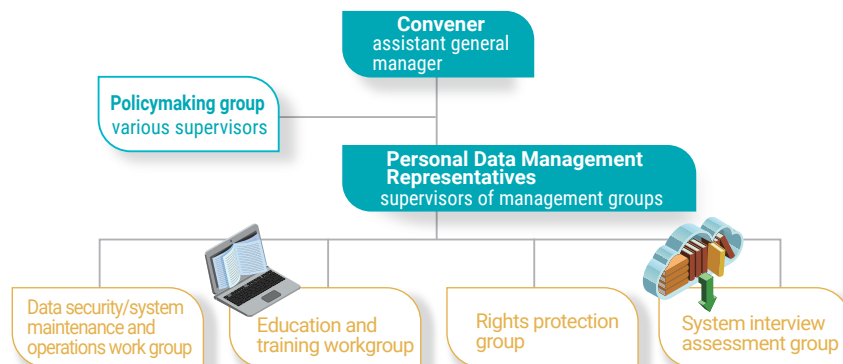 Convener
assistant general
manager
Policymaking group
various supervisors
Personal Data Management
Representatives
supervisors of management groups
Data security/system
maintenance and
operations work group
Education and
training workgroup
Rights protection
group
System interview
assessment group